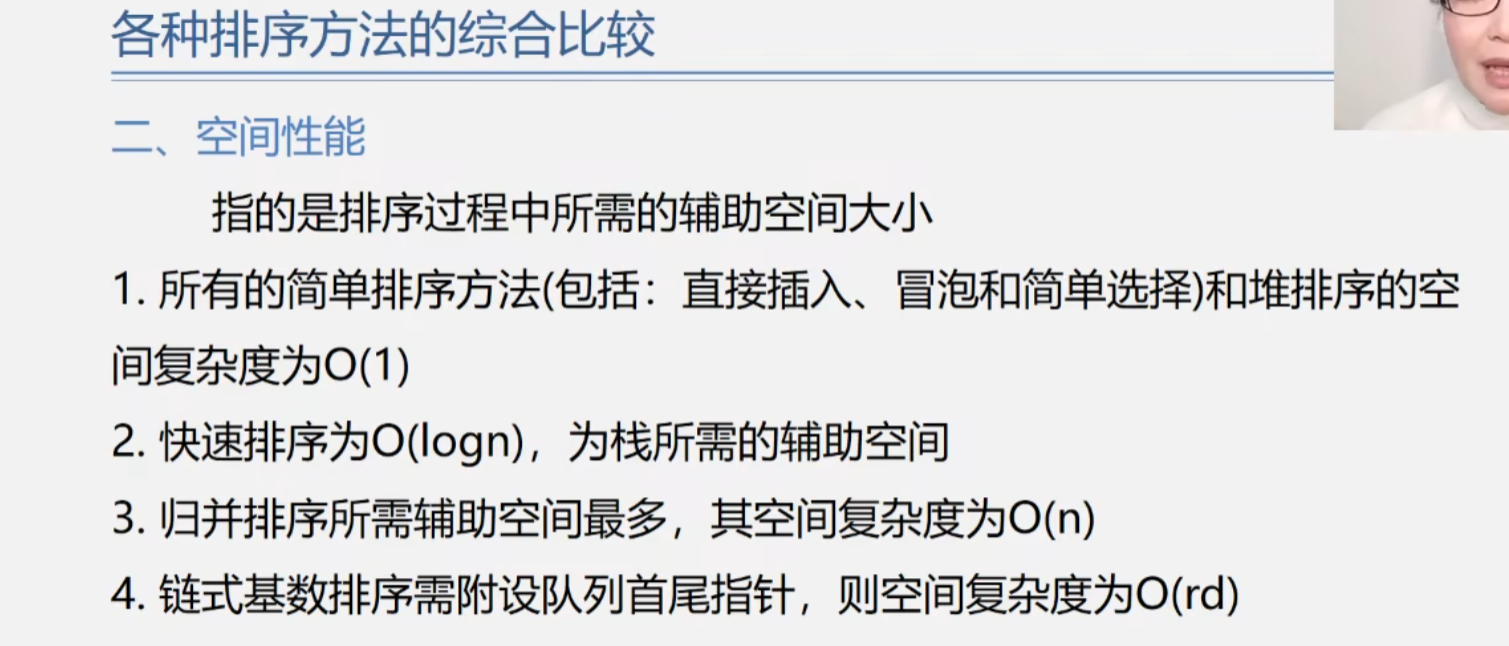 各种排序方法的综合比较
二、空间性能
指的是排序过程中所需的辅助空间大小
1. 所有的简单排序方法(包括：直接插入、冒泡和简单选择)和堆排序的空
间复杂度为O(1)
2. 快速排序为O(logn)，为栈所需的辅助空间
3. 归并排序所需辅助空间最多，其空间复杂度为O(n)
4. 链式基数排序需附设队列首尾指针，则空间复杂度为O(rd)